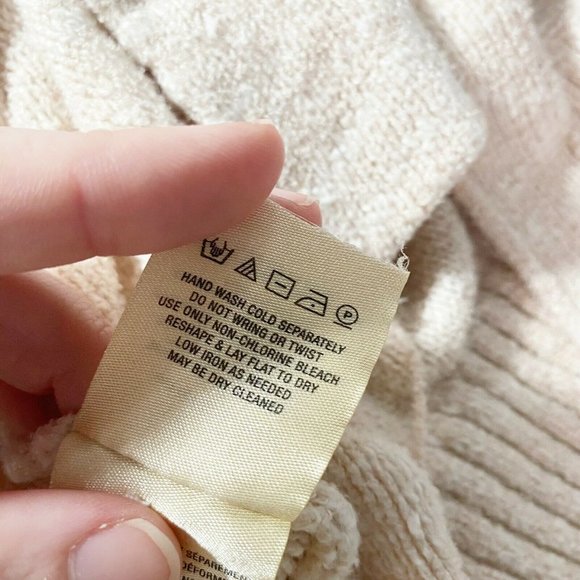 P
HAND WASH COLD SEPARATELY
DO NOT WRING OR TWIST
USE ONLY NON-CHLORINE BLEACH
RESHAPE & LAY FLAT TO DRY
LOW IRON AS NEEDED
MAY BE DRY CLEANED
SÉPARÉMENT